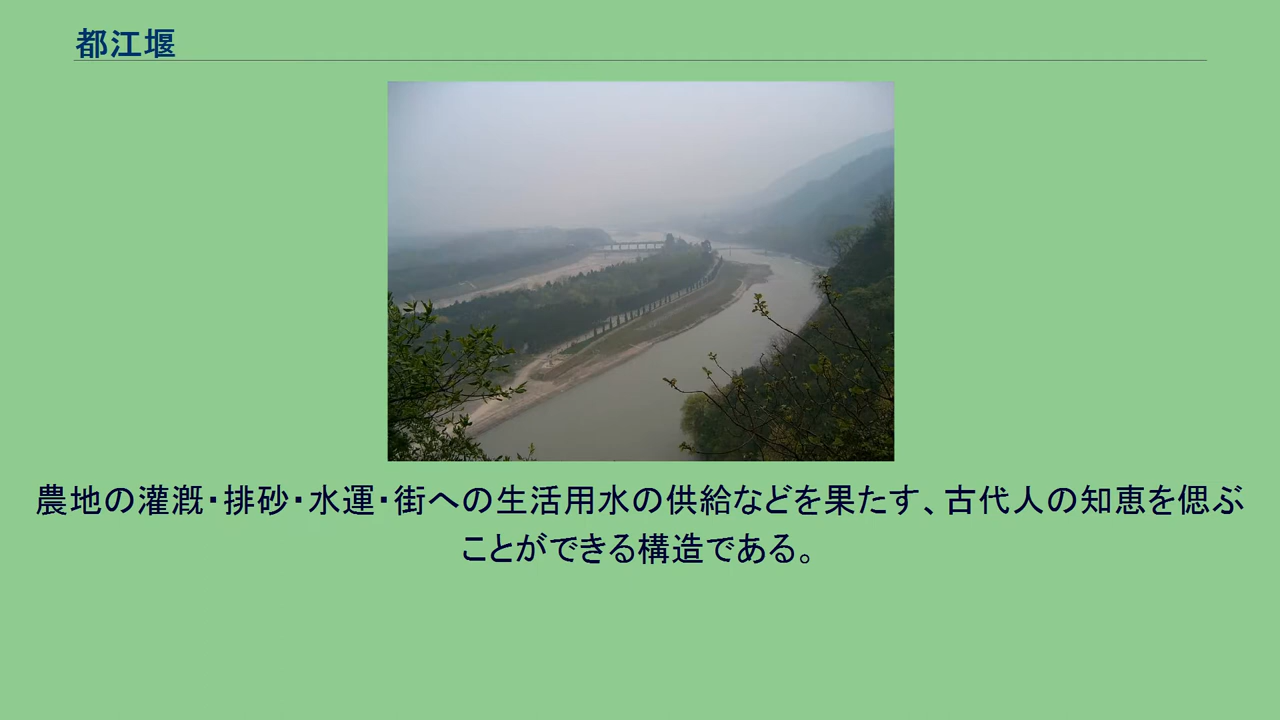 都江堰
農地の灌漑・排砂・水運・街への生活用水の供給などを果たす、古代人の知恵を偲ぶ
ことができる構造である。